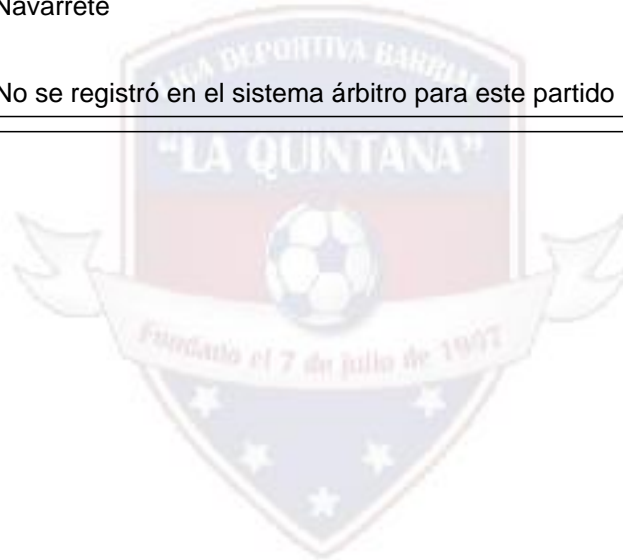 Navarrete
No se registró en el sistema árbitro para este partido
LIGA DEPORTIVA BARRIAL
"LA QUINTANA"
Fundado el 7 de julio de